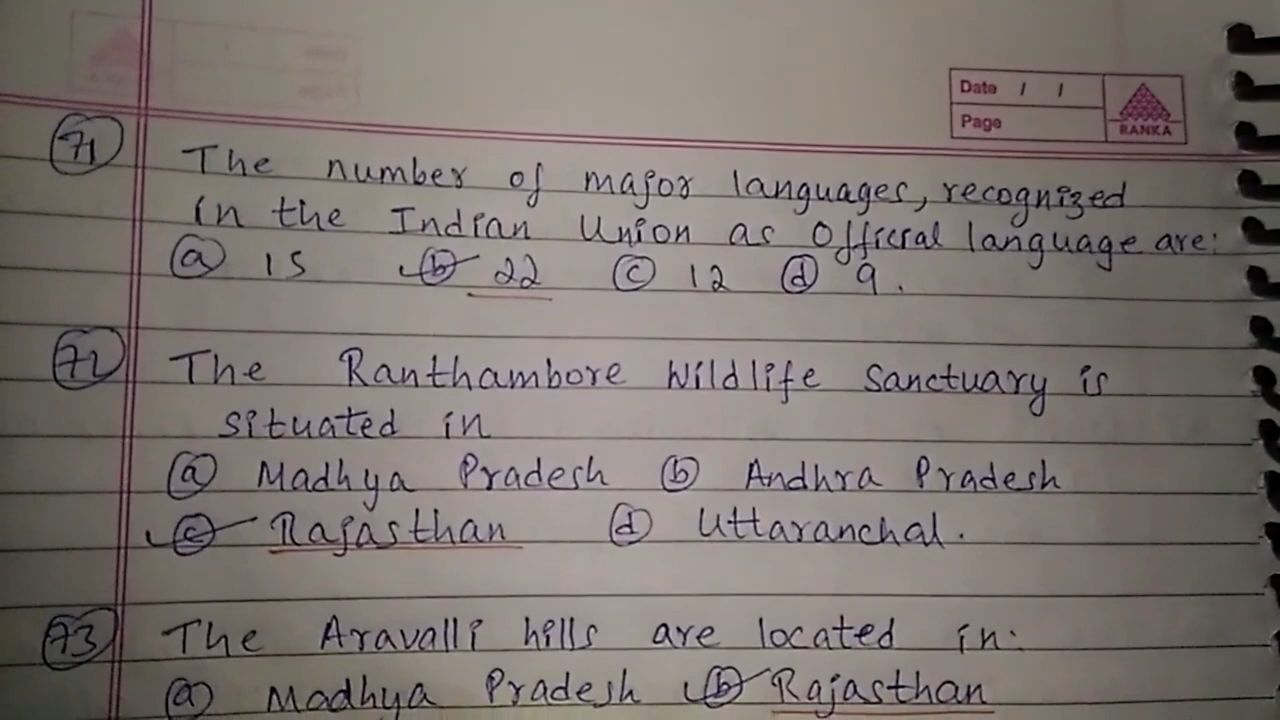 Date / /
Page
RANKA
71 The number of major languages, recognized
in the Indian Union as Official language are:
a 15 b 22 c 12 d 9.
72 The Ranthambore Wildlife Sanctuary is
situated in
a Madhya Pradesh b Andhra Pradesh
c Rajasthan d Uttaranchal.
73 The Aravalli hills are located in:
a Madhya Pradesh b Rajasthan